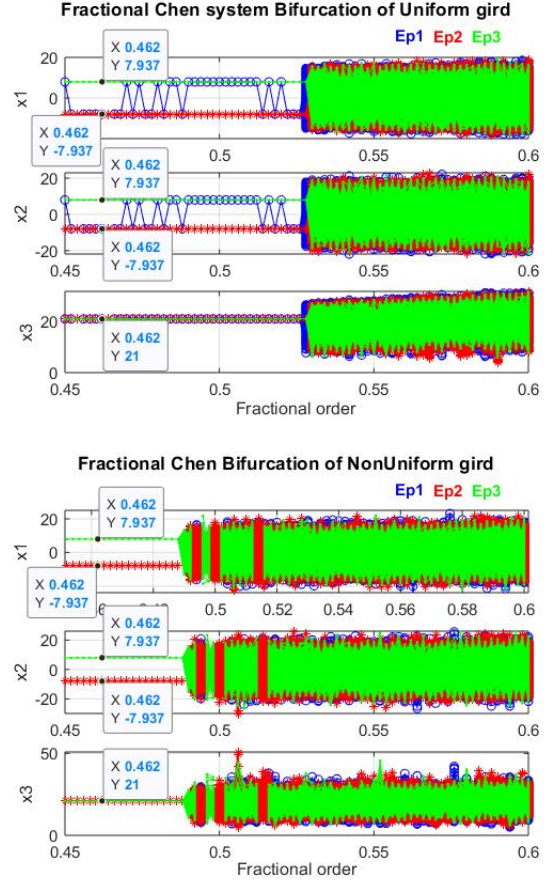 Fractional Chen system Bifurcation of Uniform gird
Ep1 Ep2 Ep3
x1
20
0
X 0.462
Y 7.937
X 0.462
Y -7.937
0.45 0.5 0.55 0.6
x2
20
0
-20
X 0.462
Y 7.937
X 0.462
Y -7.937
0.45 0.5 0.55 0.6
x3
20
0
X 0.462
Y 21
0.45 0.5 0.55 0.6
Fractional order
Fractional Chen Bifurcation of NonUniform gird
Ep1 Ep2 Ep3
x1
20
0
X 0.462
Y 7.937
X 0.462
Y -7.937
0.5 0.52 0.54 0.56 0.58 0.6
x2
20
0
-20
X 0.462
Y 7.937
X 0.462
Y -7.937
0.45 0.5 0.55 0.6
x3
50
0
X 0.462
Y 21
0.45 0.5 0.55 0.6
Fractional order